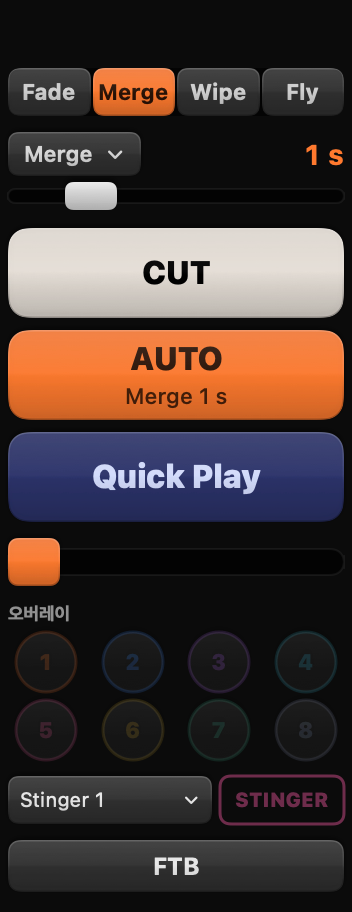 Fade Merge Wipe Fly
Merge 1 s
CUT
AUTO
Merge 1 s
Quick Play
오버레이
1 2 3 4
5 6 7 8
Stinger 1 STINGER
FTB